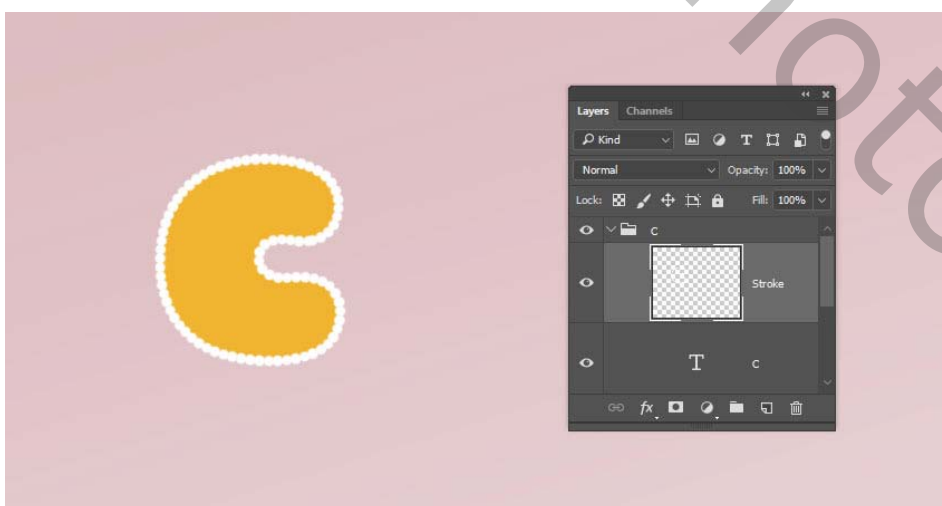 C
Layers Channels
Kind
Normal Opacity: 100%
Lock: Fill: 100%
C
Stroke
T C
fx